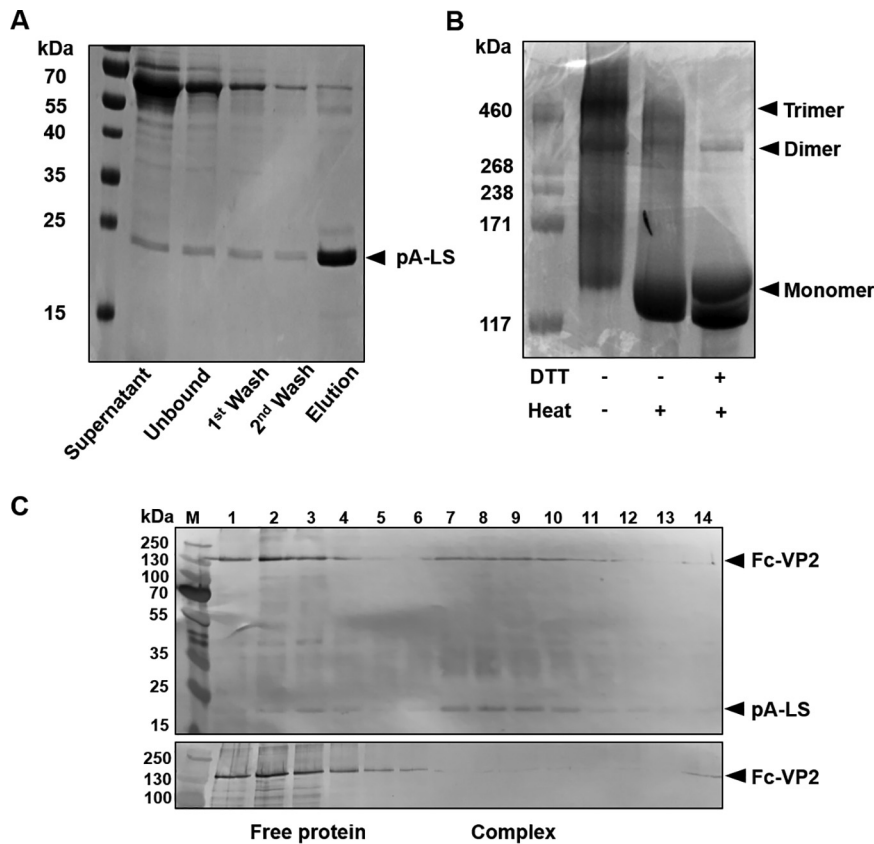 A
kDa
70
55
40
35
25
15
pA-LS
Supernatant
Unbound
1st Wash
2nd Wash
Elution
B
kDa
460
268
238
171
117
Trimer
Dimer
Monomer
DTT - - +
Heat - + +
C
kDa M 1 2 3 4 5 6 7 8 9 10 11 12 13 14
250
130
100
70
55
35
25
15
Fc-VP2
pA-LS
250
130
100
Fc-VP2
Free protein Complex